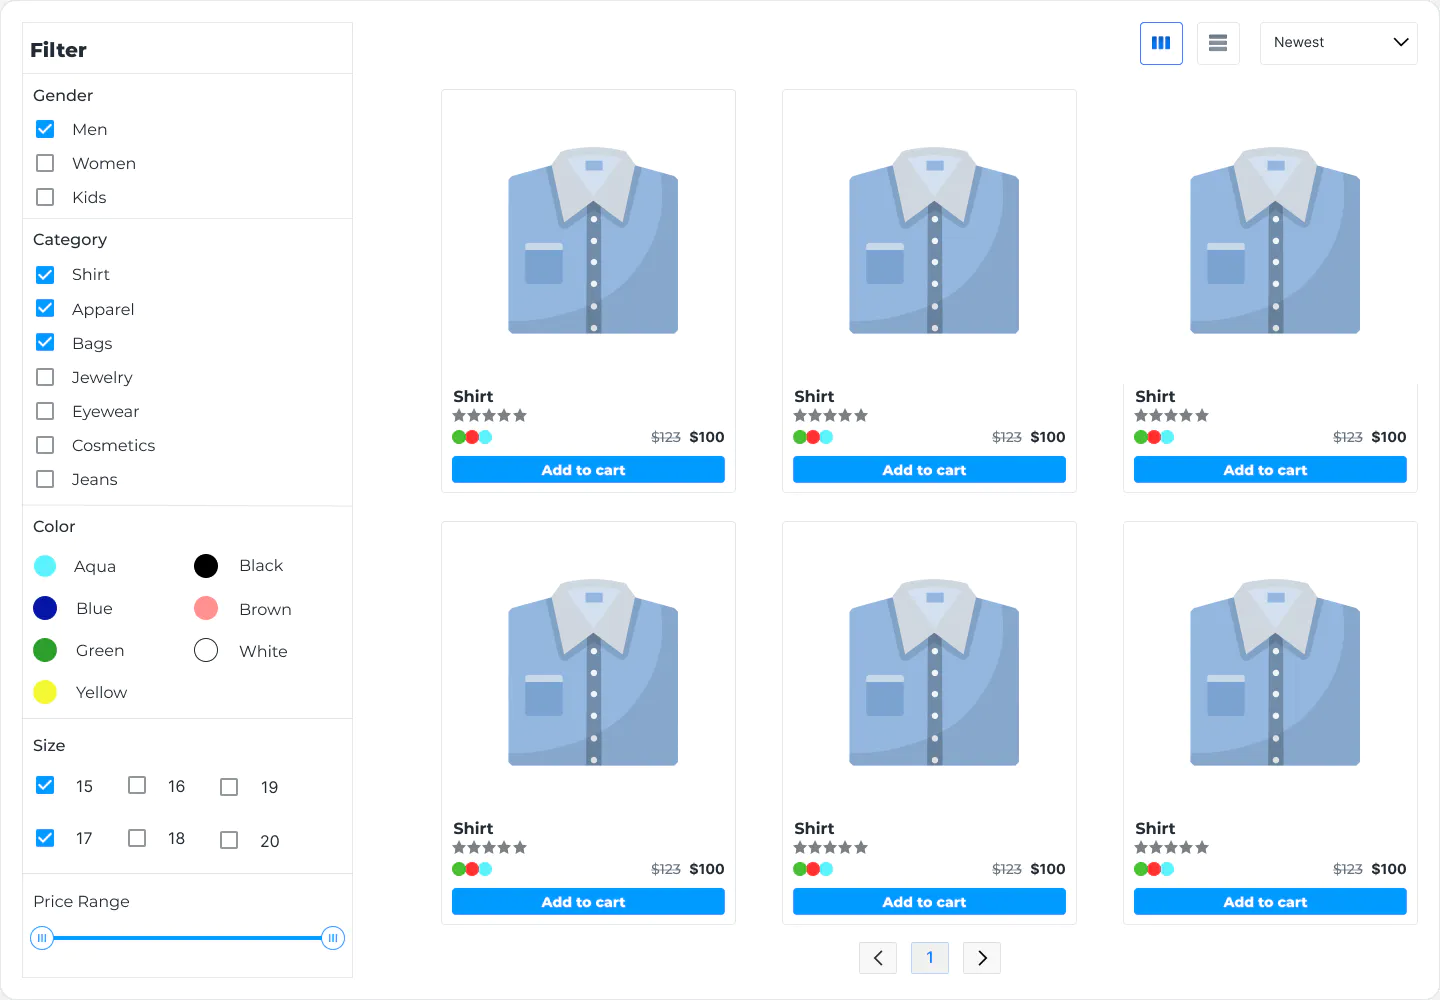 Filter
Gender
Men
Women
Kids
Category
Shirt
Apparel
Bags
Jewelry
Eyewear
Cosmetics
Jeans
Color
Aqua Black
Blue Brown
Green White
Yellow
Size
15 16 19
17 18 20
Price Range
Newest
Shirt
$123 $100
Add to cart
Shirt
$123 $100
Add to cart
Shirt
$123 $100
Add to cart
Shirt
$123 $100
Add to cart
Shirt
$123 $100
Add to cart
Shirt
$123 $100
Add to cart
1